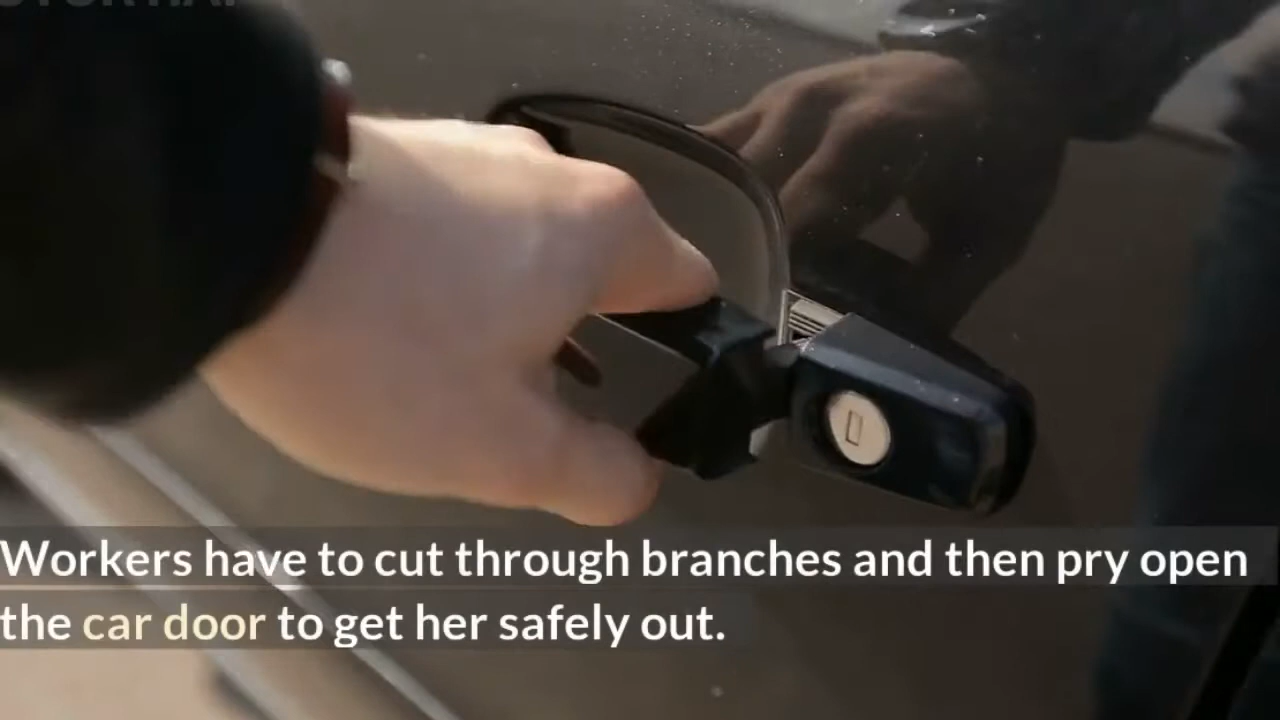 Workers have to cut through branches and then pry open
the car door to get her safely out.